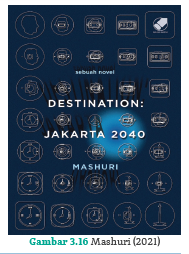 sebuah novel
DESTINATION:
JAKARTA 2040
MASHURI
Gambar 3.16 Mashuri (2021)